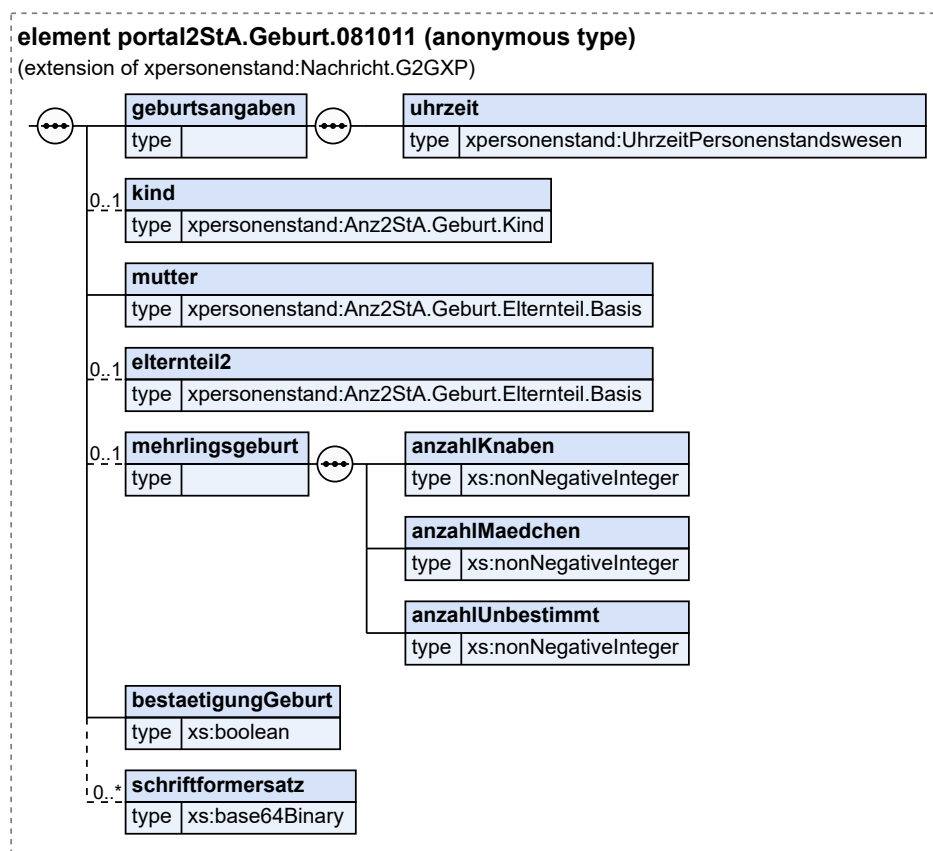 element portal2StA.Geburt.081011 (anonymous type)
(extension of xpersonenstand:Nachricht.G2GXP)
geburtsangaben
type
uhrzeit
type xpersonenstand:UhrzeitPersonenstandswesen
0..1
kind
type xpersonenstand:Anz2StA.Geburt.Kind
mutter
type xpersonenstand:Anz2StA.Geburt.Elternteil.Basis
0..1
elternteil2
type xpersonenstand:Anz2StA.Geburt.Elternteil.Basis
0..1
mehrlingsgeburt
type
anzahlKnaben
type xs:nonNegativeInteger
anzahlMaedchen
type xs:nonNegativeInteger
anzahlUnbestimmt
type xs:nonNegativeInteger
bestaetigungGeburt
type xs:boolean
0..*
schriftformersatz
type xs:base64Binary